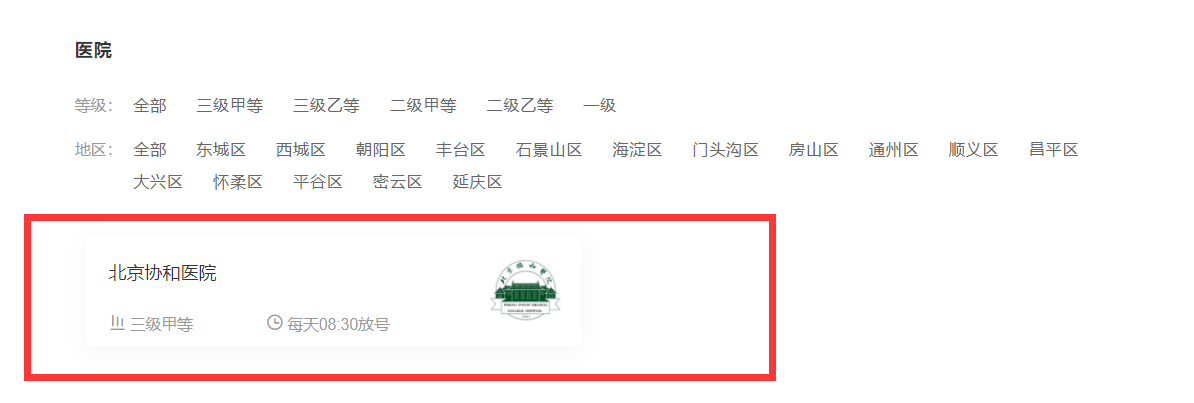 医院
等级： 全部 三级甲等 三级乙等 二级甲等 二级乙等 一级
地区： 全部 东城区 西城区 朝阳区 丰台区 石景山区 海淀区 门头沟区 房山区 通州区 顺义区 昌平区
大兴区 怀柔区 平谷区 密云区 延庆区
北京协和医院
三级甲等 每天08:30放号